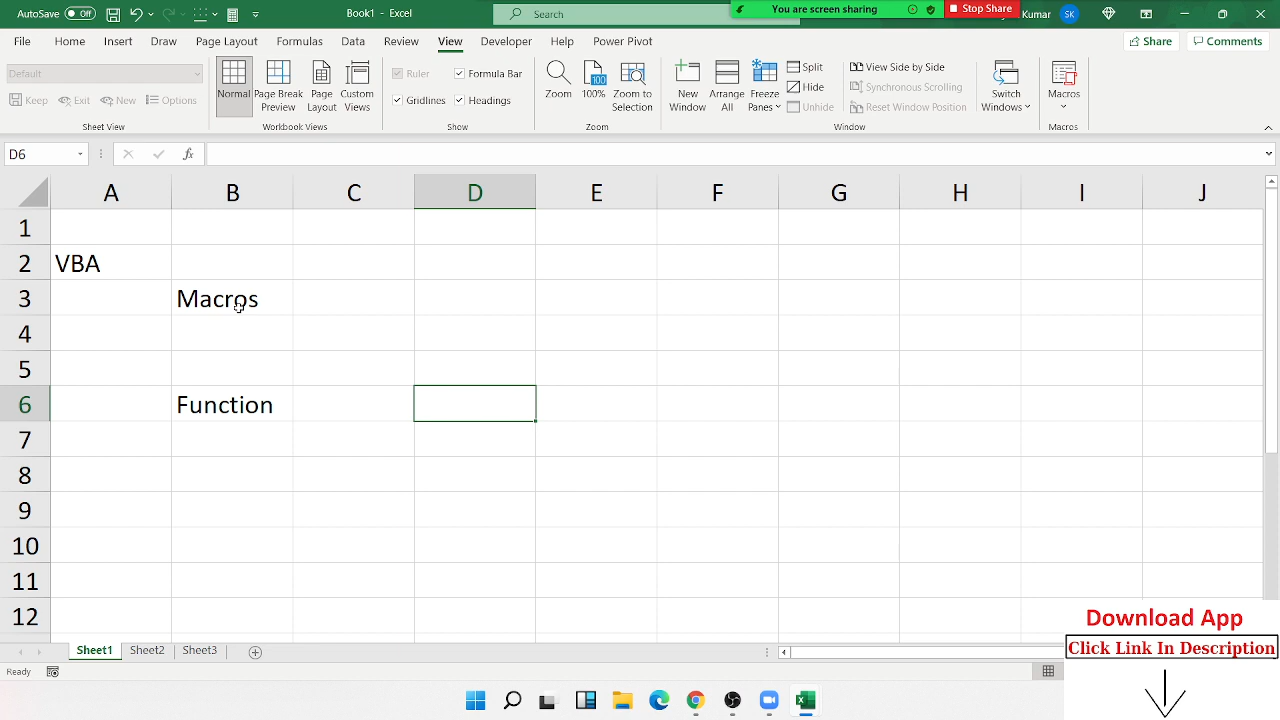 AutoSave Off Book1 - Excel Search You are screen sharing Stop Share Kumar SK
File Home Insert Draw Page Layout Formulas Data Review View Developer Help Power Pivot Share Comments
Default
Keep Exit New Options
Sheet View
Normal
Page Break Preview
Page Layout
Custom Views
Workbook Views
Ruler Formula Bar
Gridlines Headings
Show
Zoom
100 100%
Zoom to Selection
Zoom
New Window
Arrange All
Freeze Panes
Split
Hide
Unhide
View Side by Side
Synchronous Scrolling
Reset Window Position
Window
Switch Windows
Macros
Macros
D6 fx
A B C D E F G H I J
1
2 VBA
3 Macros
4
5
6 Function
7
8
9
10
11
12
Download App
Click Link In Description
Sheet1 Sheet2 Sheet3
Ready